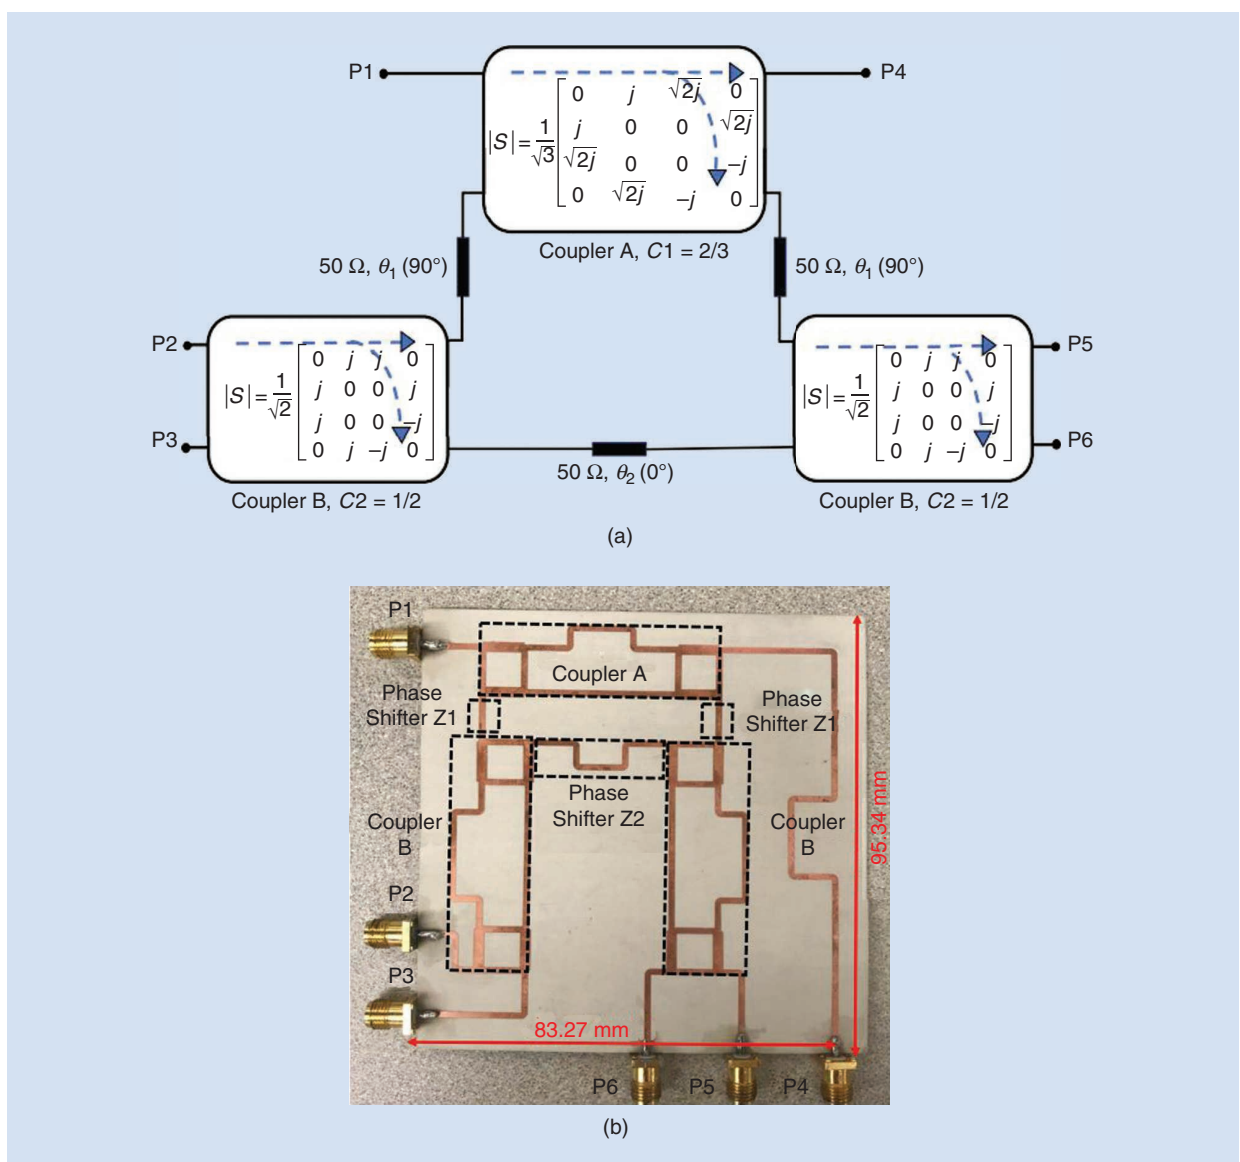 P1
P4
|S| = 1/√3 [0 j √2j 0
j 0 0 √2j
√2j 0 0 –j
0 √2j –j 0]
Coupler A, C1 = 2/3
50 Ω, θ1 (90°)
50 Ω, θ1 (90°)
P2
P3
|S| = 1/√2 [0 j j 0
j 0 0 j
j 0 0 –j
0 j –j 0]
Coupler B, C2 = 1/2
50 Ω, θ2 (0°)
P5
P6
|S| = 1/√2 [0 j j 0
j 0 0 j
j 0 0 –j
0 j –j 0]
Coupler B, C2 = 1/2
(a)
P1
Coupler A
Phase
Shifter Z1
Phase
Shifter Z1
Phase
Shifter Z2
Coupler
B
Coupler
B
95.34 mm
P2
P3
83.27 mm
P6
P5
P4
(b)